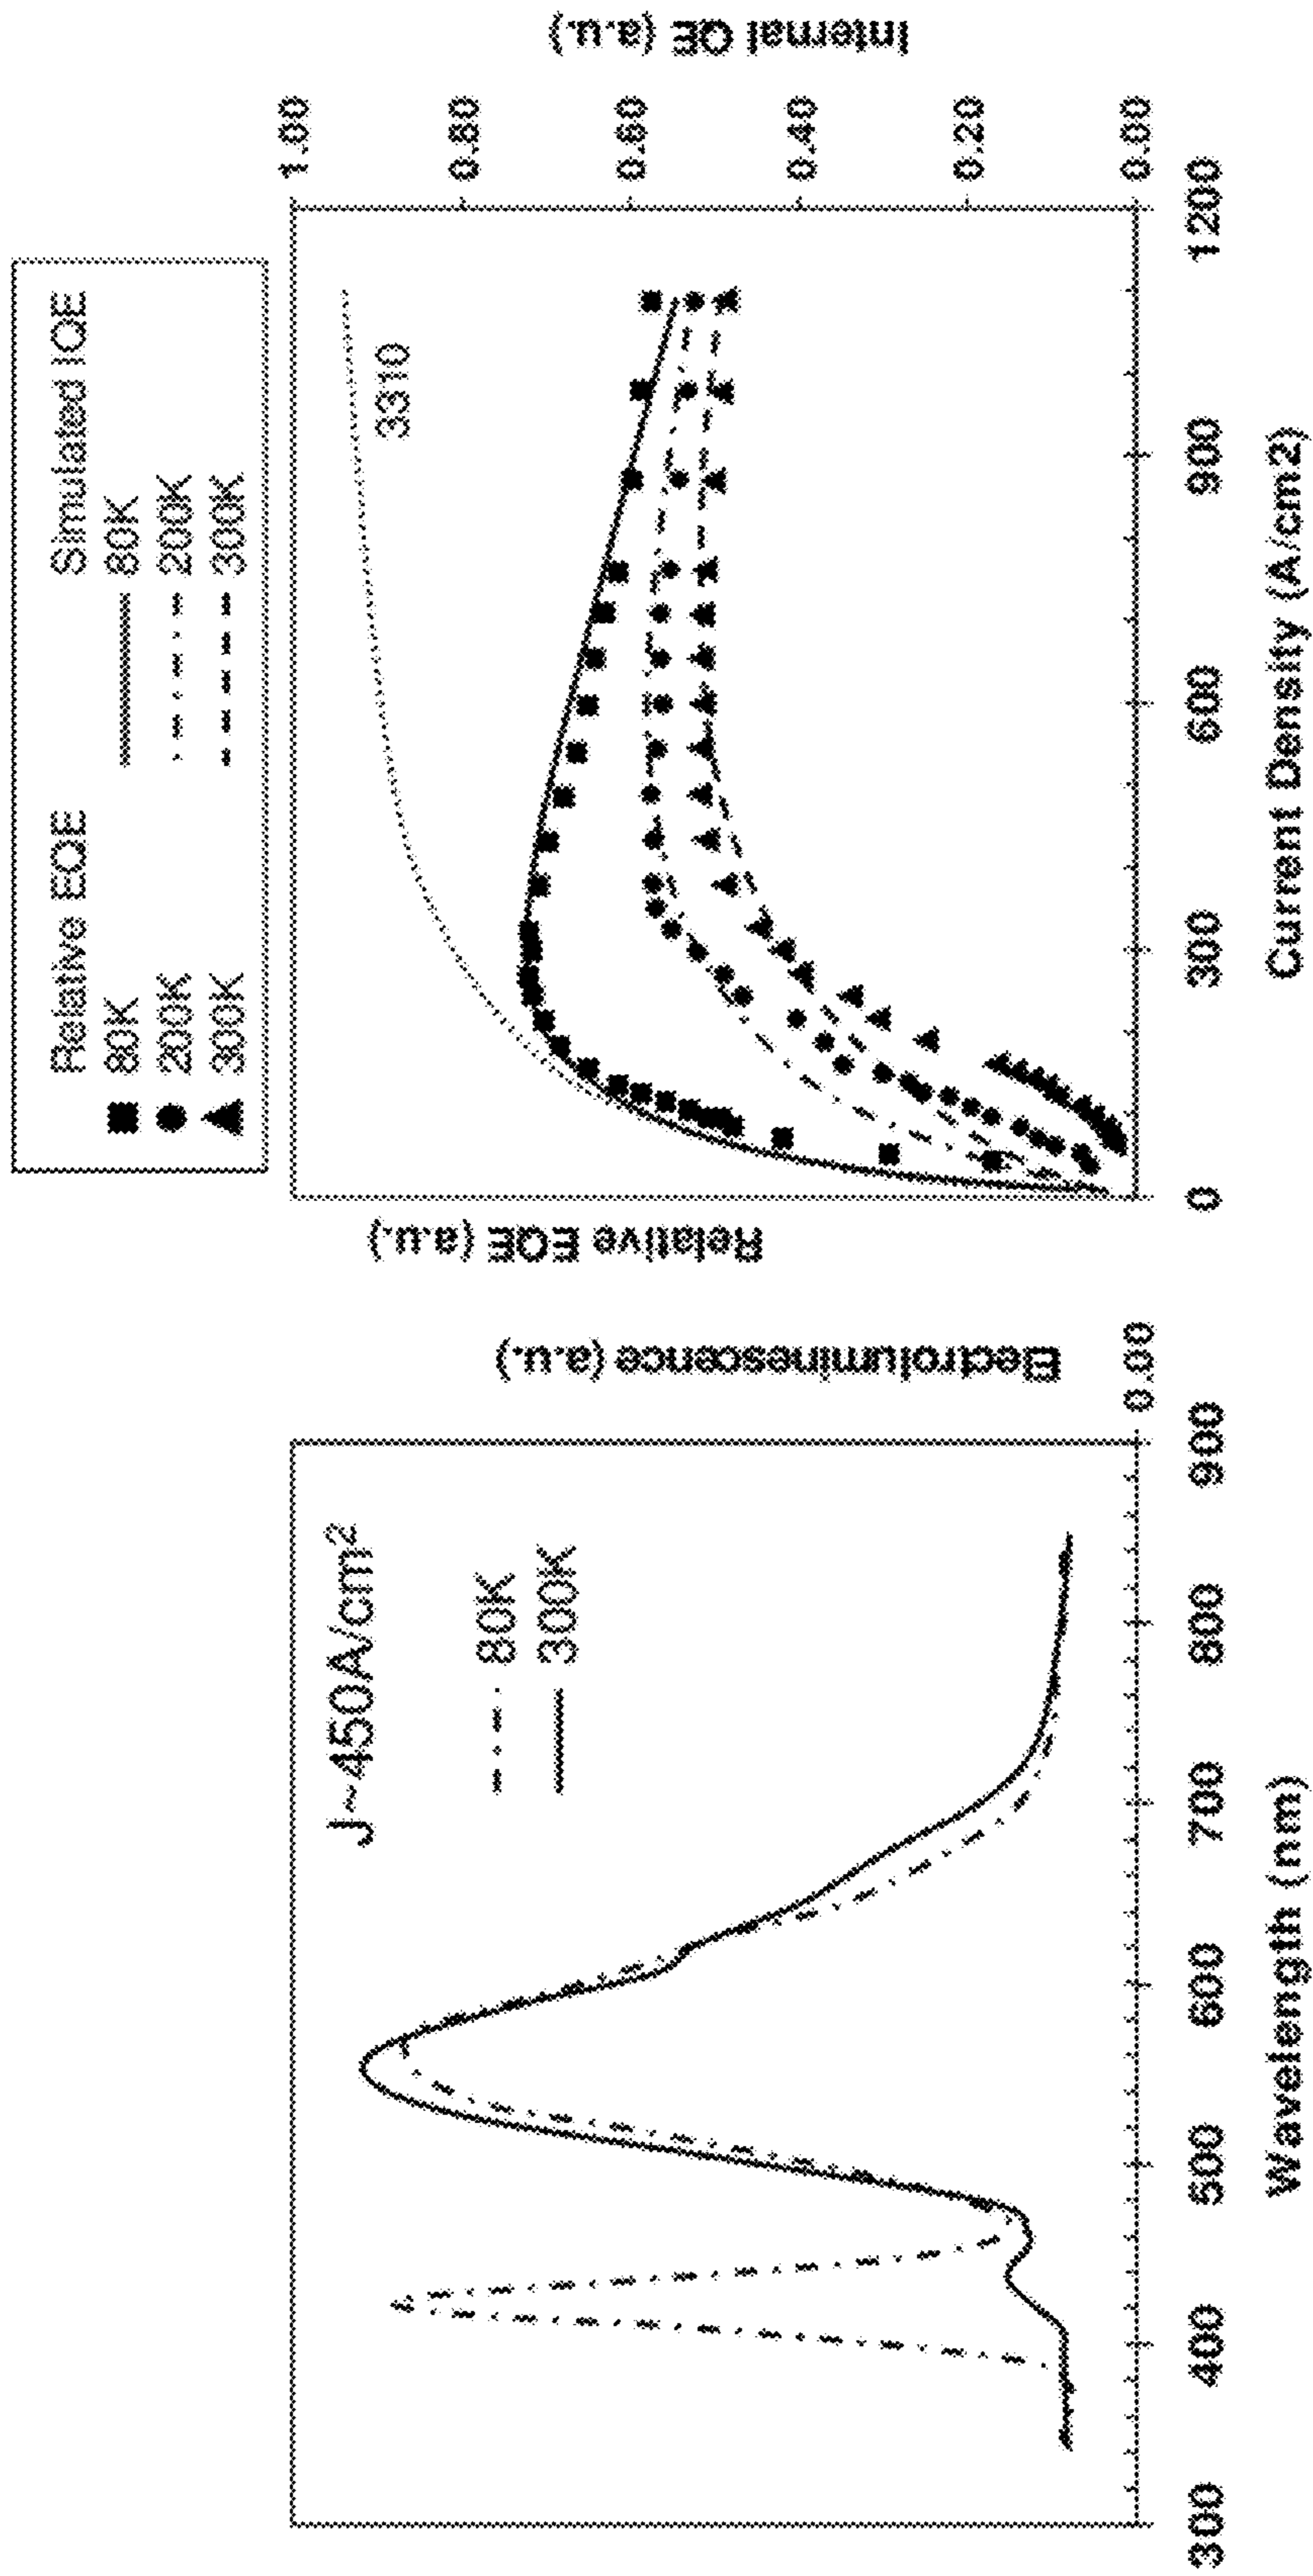 J~450A/cm²
80K
300K
Electroluminescence (a.u.)
0.00
300 400 500 600 700 800 900
Wavelength (nm)
Relative EQE Simulated IQE
80K 80K
200K 200K
300K 300K
3310
Relative EQE (a.u.)
1.00
0.80
0.60
0.40
0.20
0.00
Internal QE (a.u.)
0 300 600 900 1200
Current Density (A/cm2)